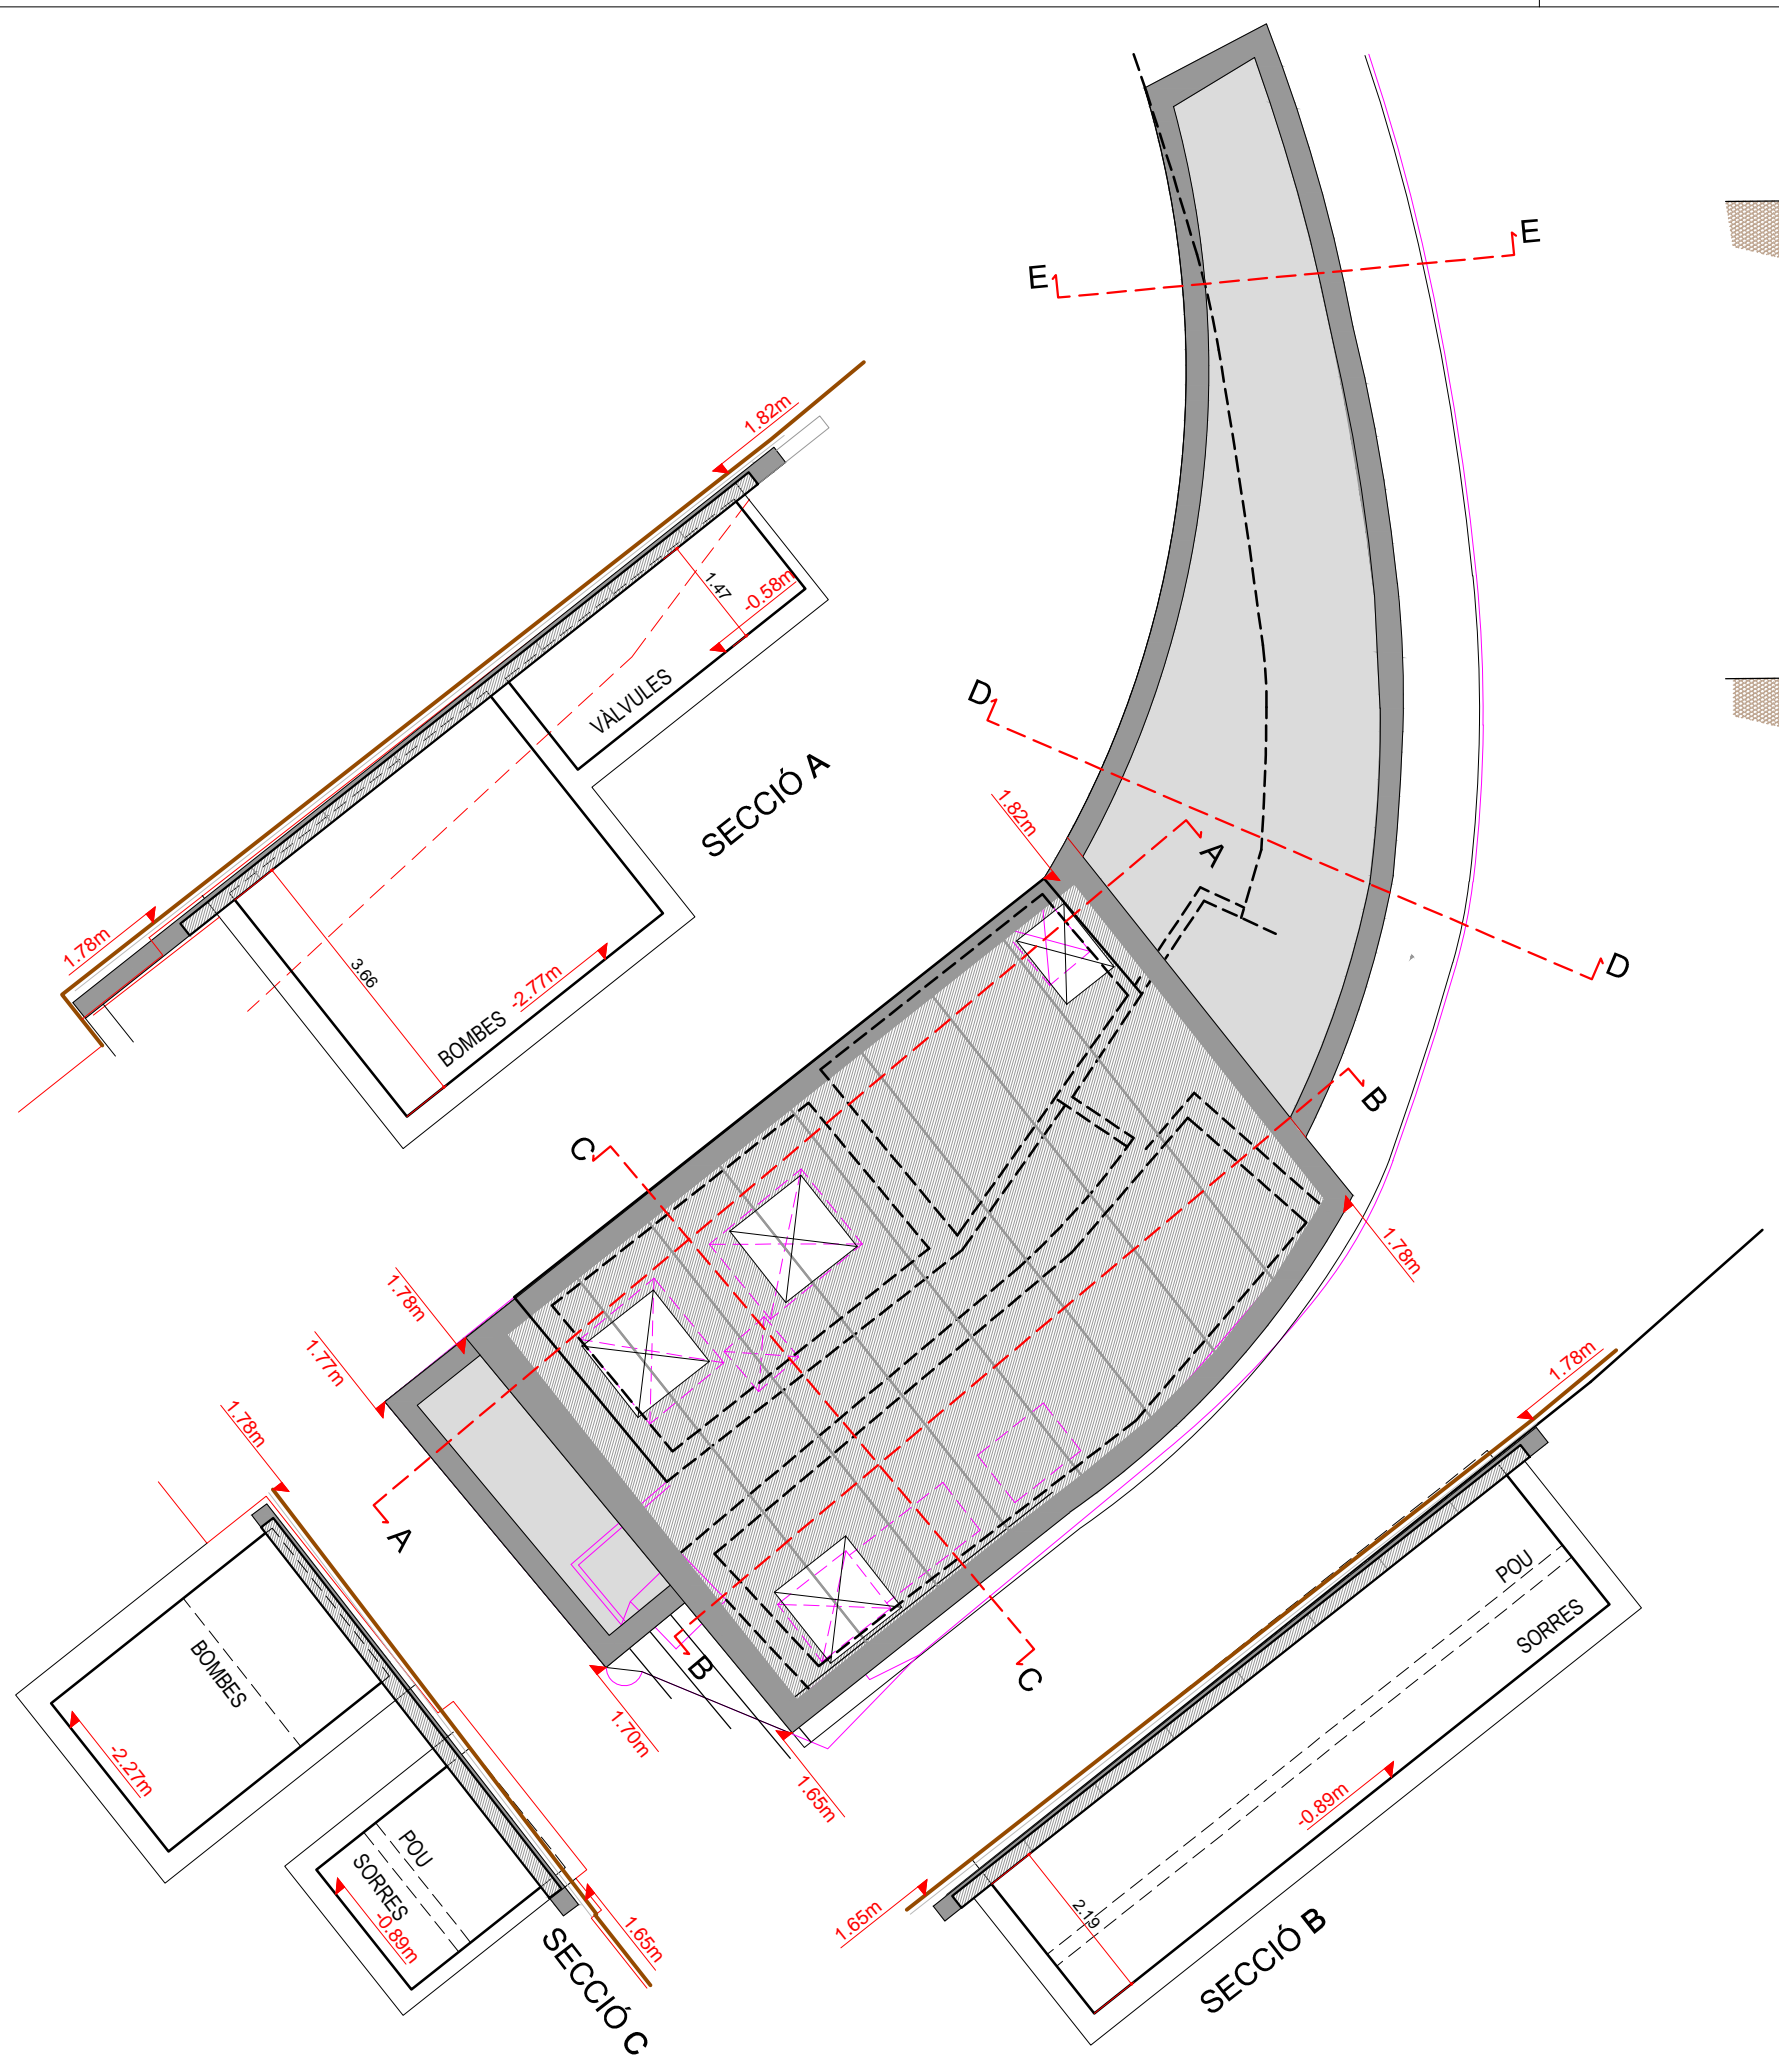 E
E
1.82m
1.47
-0.58m
VÀLVULES
D
SECCIÓ A
1.82m
A
1.78m
3.66
-2.77m
BOMBES
D
B
C
1.78m
1.78m
1.77m
1.78m
1.78m
A
POU
SORRES
BOMBES
B
C
1.70m
-2.27m
1.65m
-0.89m
POU
SORRES
-0.89m
1.65m
2.19
1.65m
SECCIÓ B
SECCIÓ C